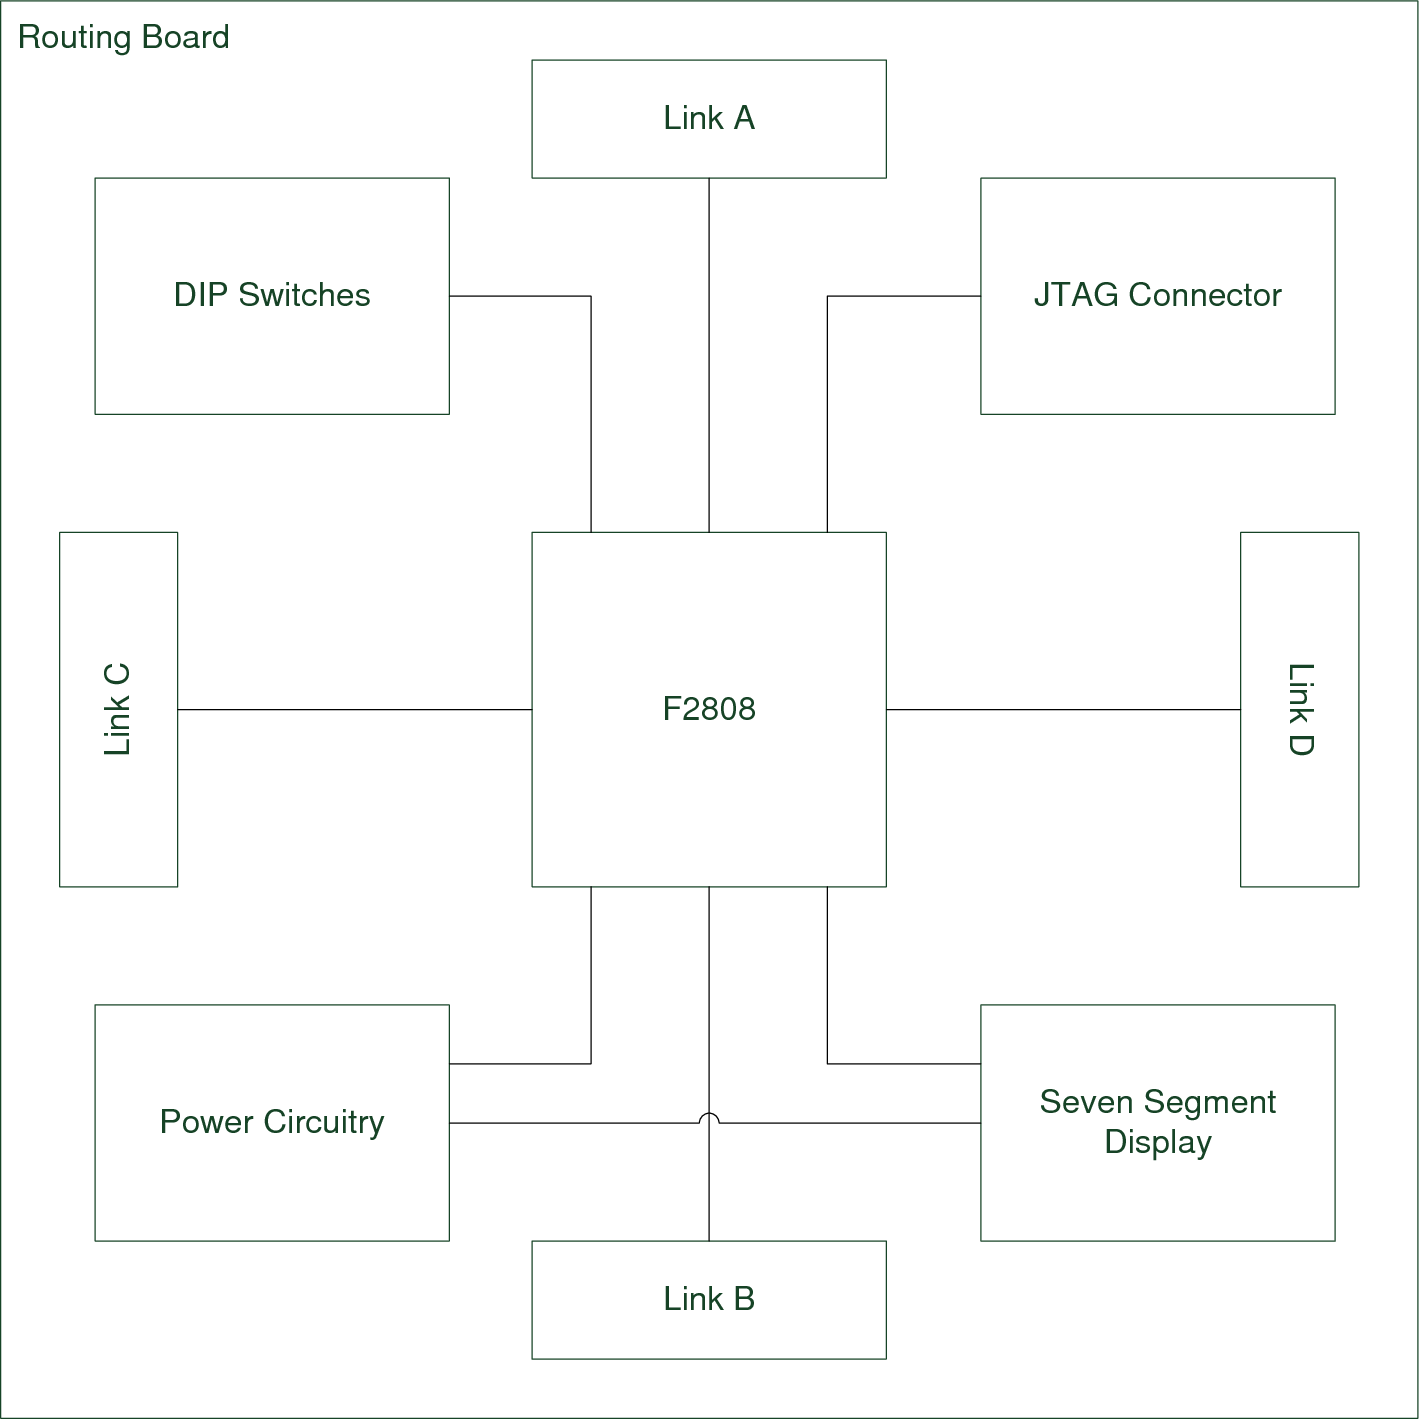 Routing Board
Link A
DIP Switches
JTAG Connector
Link C
F2808
Link D
Power Circuitry
Seven Segment
Display
Link B